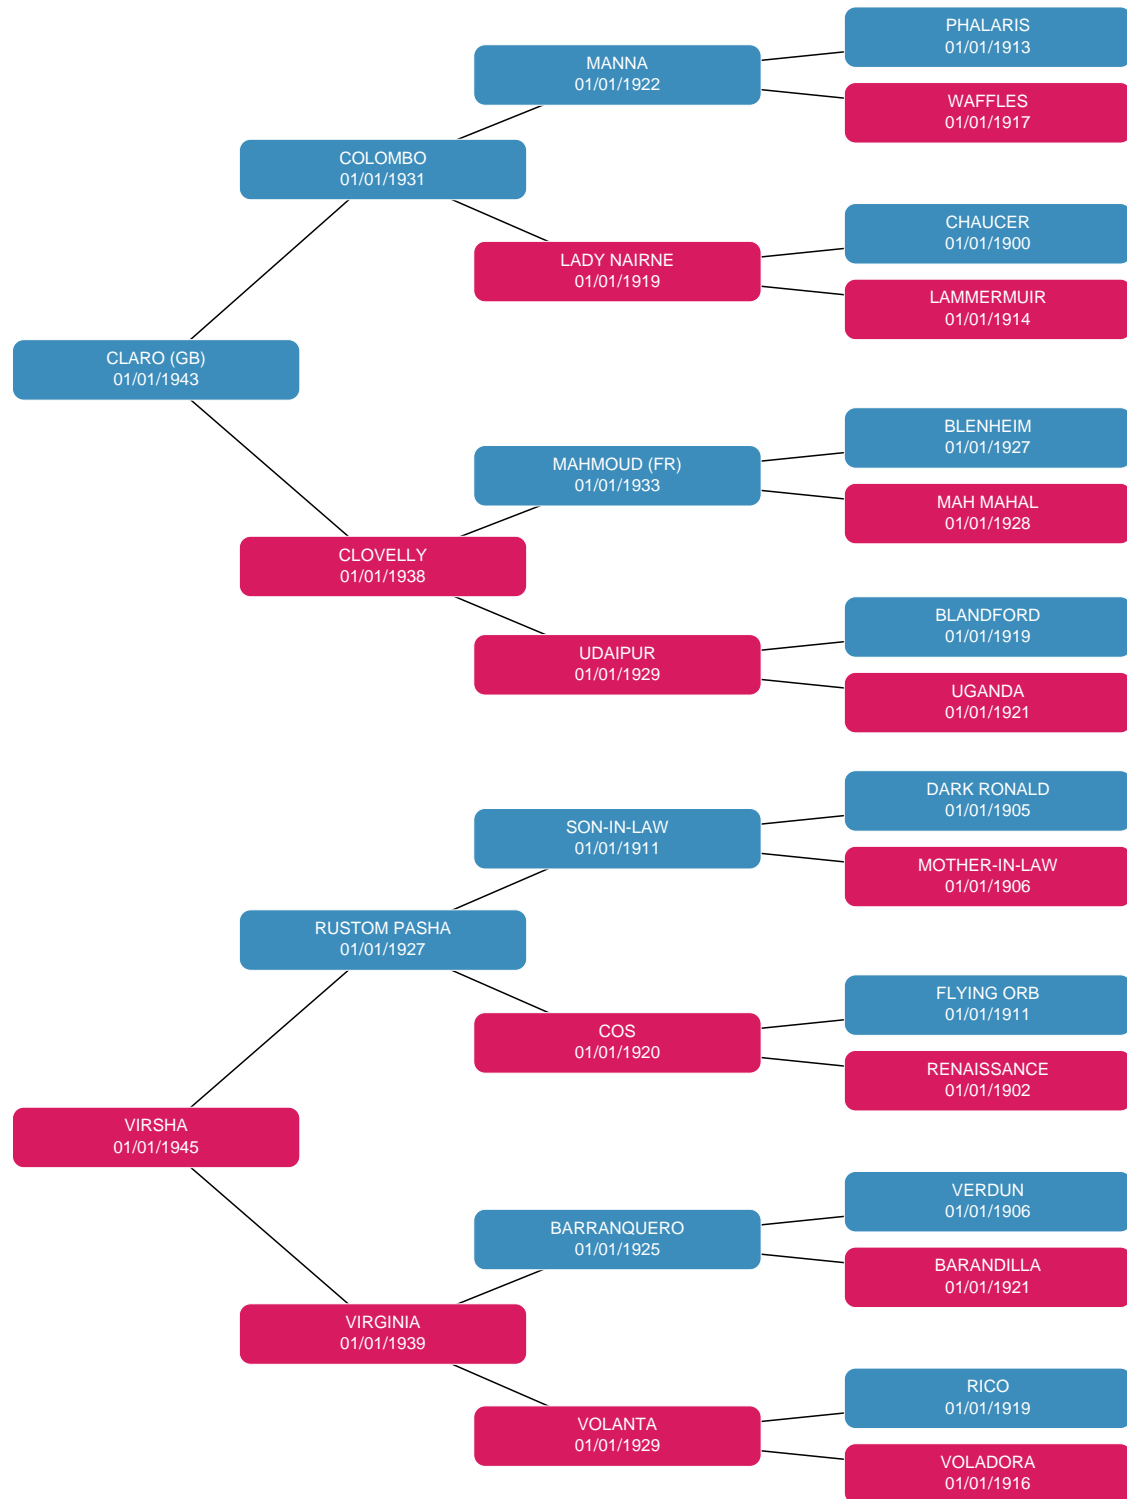 PHALARIS
01/01/1913
MANNA
01/01/1922
WAFFLES
01/01/1917
COLOMBO
01/01/1931
CHAUCER
01/01/1900
LADY NAIRNE
01/01/1919
LAMMERMUIR
01/01/1914
CLARO (GB)
01/01/1943
BLENHEIM
01/01/1927
MAHMOUD (FR)
01/01/1933
MAH MAHAL
01/01/1928
CLOVELLY
01/01/1938
BLANDFORD
01/01/1919
UDAIPUR
01/01/1929
UGANDA
01/01/1921
DARK RONALD
01/01/1905
SON-IN-LAW
01/01/1911
MOTHER-IN-LAW
01/01/1906
RUSTOM PASHA
01/01/1927
FLYING ORB
01/01/1911
COS
01/01/1920
RENAISSANCE
01/01/1902
VIRSHA
01/01/1945
VERDUN
01/01/1906
BARRANQUERO
01/01/1925
BARANDILLA
01/01/1921
VIRGINIA
01/01/1939
RICO
01/01/1919
VOLANTA
01/01/1929
VOLADORA
01/01/1916